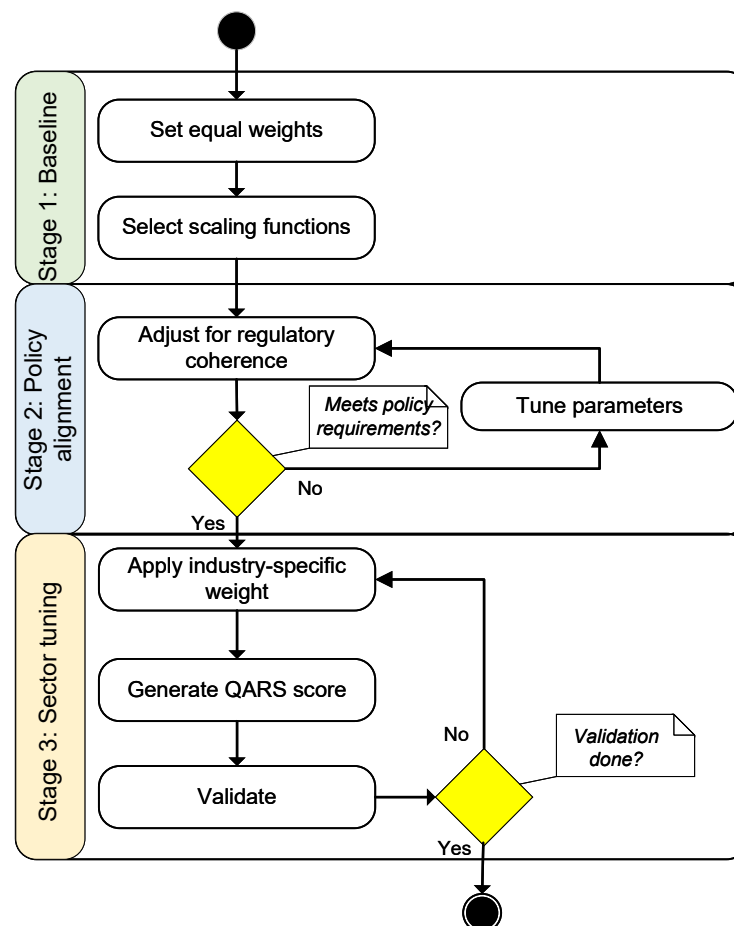 Stage 1: Baseline
Set equal weights
Select scaling functions
Stage 2: Policy
alignment
Adjust for regulatory
coherence
Meets policy
requirements?
Tune parameters
No
Yes
Stage 3: Sector tuning
Apply industry-specific
weight
Generate QARS score
No
Validation
done?
Validate
Yes